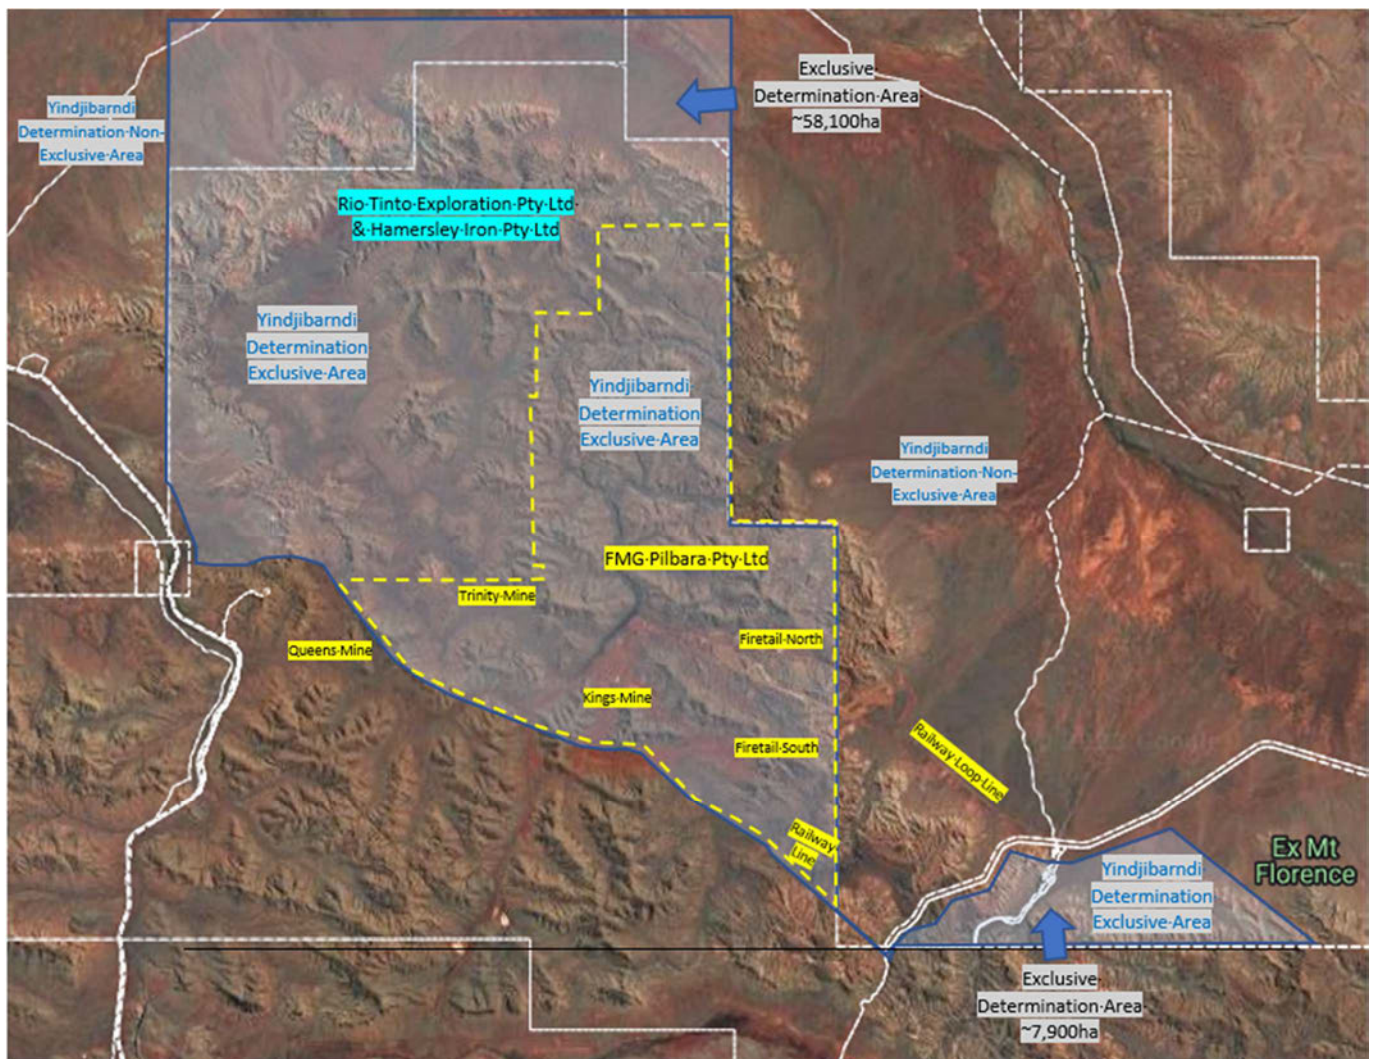 Exclusive
Determination Area
~58,100ha
Yindjibarndi
Determination Non-
Exclusive Area
Rio Tinto Exploration Pty Ltd
& Hamersley Iron Pty Ltd
Yindjibarndi
Determination
Exclusive Area
Yindjibarndi
Determination
Exclusive Area
Yindjibarndi
Determination Non-
Exclusive Area
FMG Pilbara Pty Ltd
Trinity Mine
Queens Mine
Firetail North
Kings Mine
Firetail South
Railway Loop Line
Railway
Line
Ex Mt
Florence
Yindjibarndi
Determination
Exclusive Area
Exclusive
Determination Area
~7,900ha